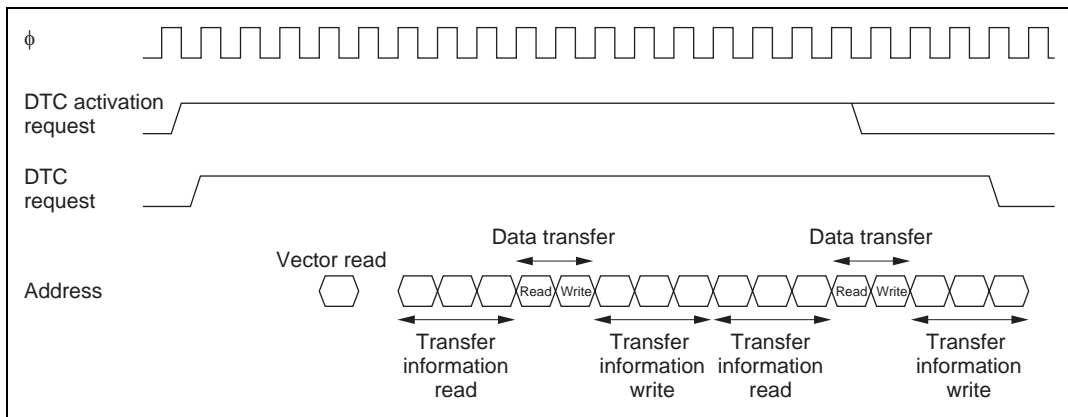 ϕ
DTC activation
request
DTC
request
Data transfer
Data transfer
Vector read
Address
Read
Write
Read
Write
Transfer
information
read
Transfer
information
write
Transfer
information
read
Transfer
information
write